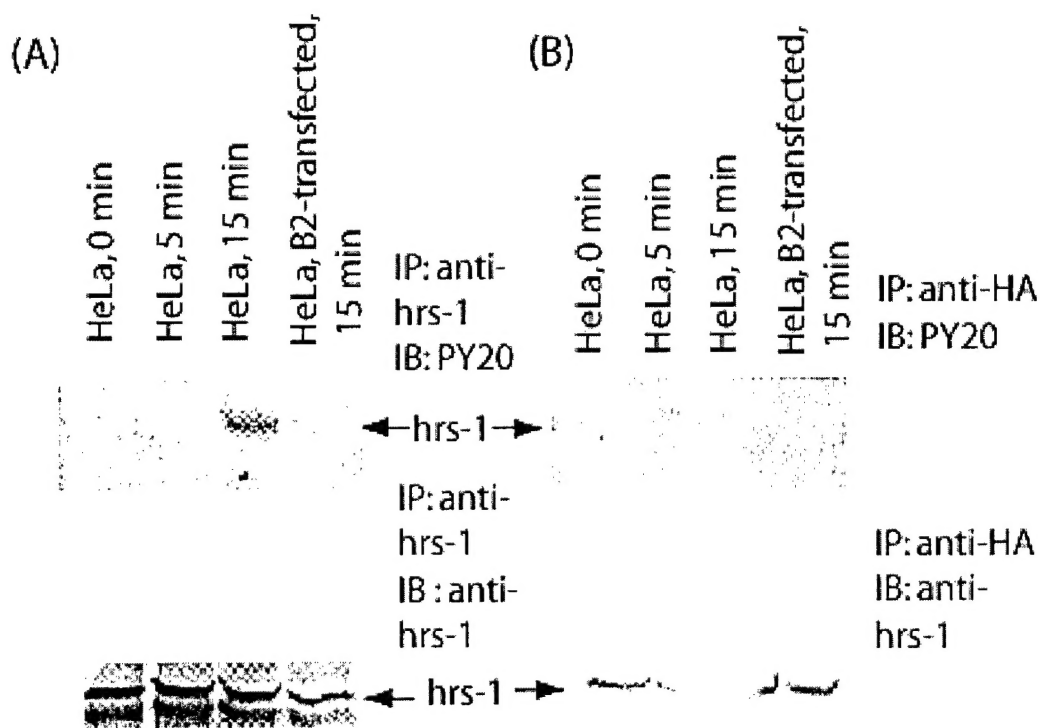 (A)
HeLa, 0 min
HeLa, 5 min
HeLa, 15 min
HeLa, B2-transfected,
15 min
IP: anti-
hrs-1
IB: PY20
(B)
HeLa, 0 min
HeLa, 5 min
HeLa, 15 min
HeLa, B2-transfected,
15 min
IP: anti-HA
IB: PY20
hrs-1
IP: anti-
hrs-1
IB : anti-
hrs-1
IP: anti-HA
IB: anti-
hrs-1
hrs-1